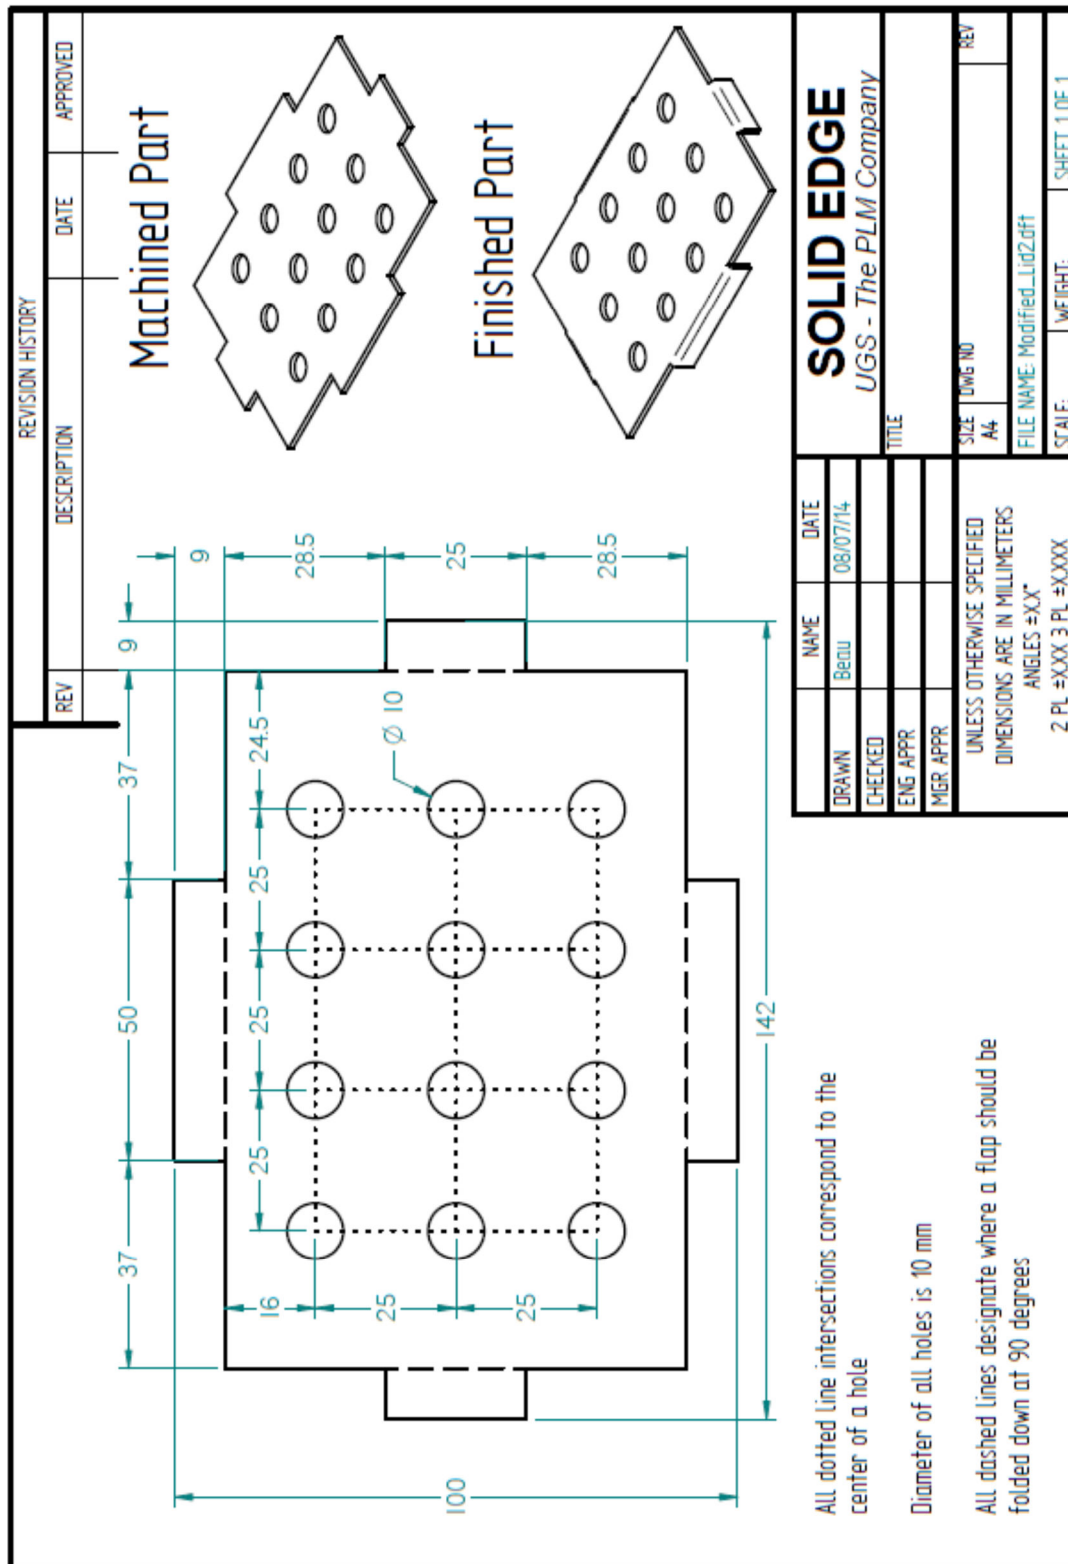 REVISION HISTORY
REV DESCRIPTION DATE APPROVED
37 50 37 9
9
28.5
25
28.5
24.5
25
25
25
16
25
25
Ø 10
142
100
Machined Part
Finished Part
All dotted line intersections correspond to the
center of a hole
Diameter of all holes is 10 mm
All dashed lines designate where a flap should be
folded down at 90 degrees
NAME DATE
DRAWN Beau 08/07/14
CHECKED
ENG APPR
MGR APPR
UNLESS OTHERWISE SPECIFIED
DIMENSIONS ARE IN MILLIMETERS
ANGLES ±X.X°
2 PL ±X.XX 3 PL ±X.XXX
SOLID EDGE
UGS - The PLM Company
TITLE
SIZE DWG NO REV
A4
FILE NAME: Modified_Lid2.dft
SCALE: WEIGHT: SHEET 1 OF 1